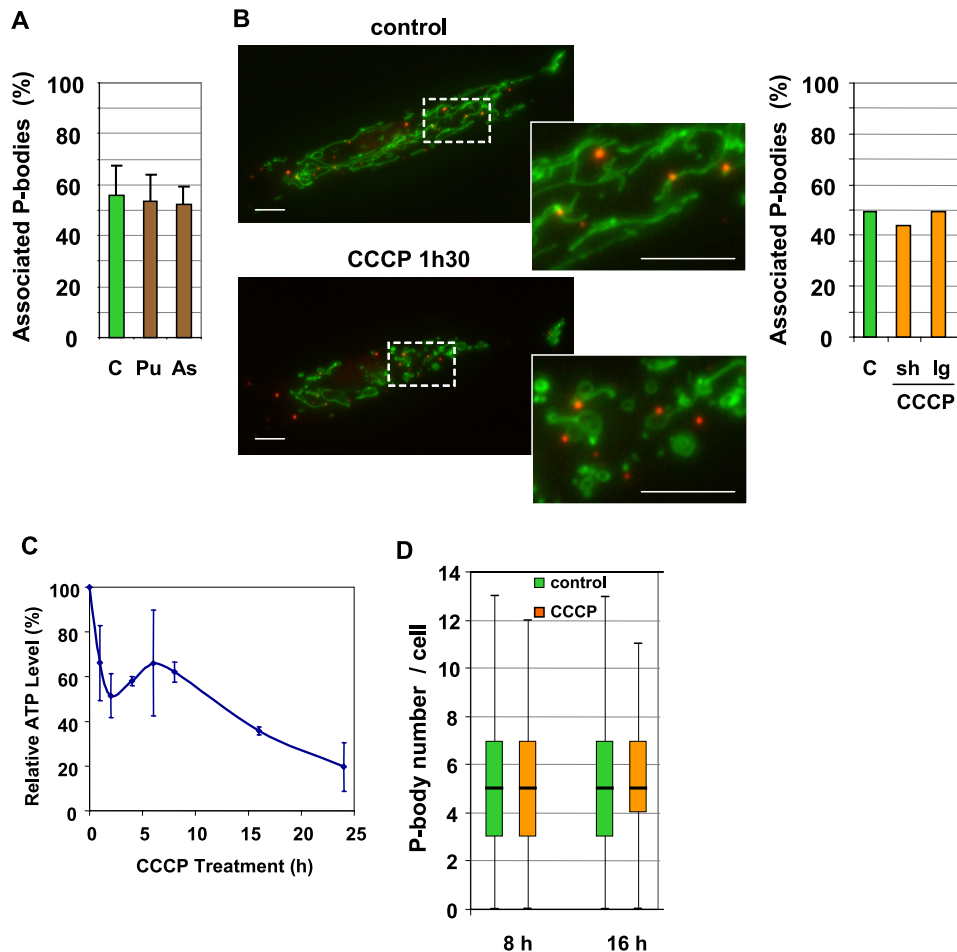 A
Associated P-bodies (%)
100
80
60
40
20
0
C Pu As
B
control
CCCP 1h30
Associated P-bodies (%)
100
80
60
40
20
0
C sh lg
CCCP
C
Relative ATP Level (%)
100
80
60
40
20
0
0 5 10 15 20 25
CCCP Treatment (h)
D
P-body number / cell
14
12
10
8
6
4
2
0
control
CCCP
8 h 16 h